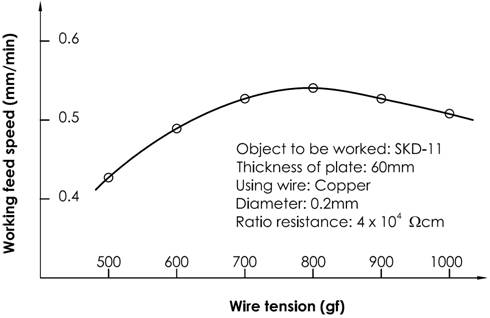 Working feed speed (mm/min)
0.6
0.5
0.4
Object to be worked: SKD-11
Thickness of plate: 60mm
Using wire: Copper
Diameter: 0.2mm
Ratio resistance: 4 x 10⁴ Ωcm
500 600 700 800 900 1000
Wire tension (gf)